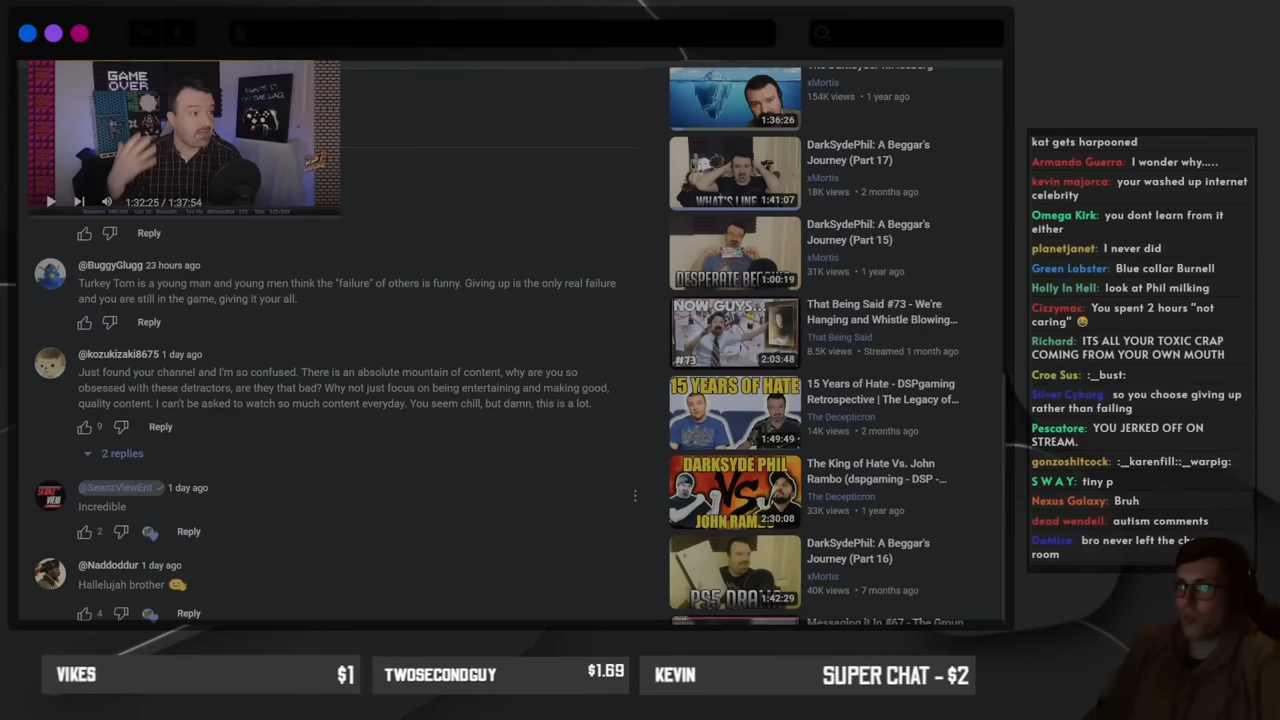 GAME
OVER
1:32:25 / 1:37:54
Reply
@BuggyGlugg 23 hours ago
Turkey Tom is a young man and young men think the "failure" of others is funny. Giving up is the only real failure
and you are still in the game, giving it your all.
Reply
@kozukizaki8675 1 day ago
Just found your channel and I'm so confused. There is an absolute mountain of content, why are you so
obsessed with these detractors, are they that bad? Why not just focus on being entertaining and making good,
quality content. I can't be asked to watch so much content everyday. You seem chill, but damn, this is a lot.
9 Reply
2 replies
@SeanzViewEnt 1 day ago
Incredible
2 Reply
@Naddoddur 1 day ago
Hallelujah brother
4 Reply
xMortis
154K views • 1 year ago
1:36:26
DarkSydePhil: A Beggar's
Journey (Part 17)
xMortis
18K views • 2 months ago
WHAT'S LINE
1:41:07
DarkSydePhil: A Beggar's
Journey (Part 15)
xMortis
31K views • 1 year ago
1:00:19
That Being Said #73 - We're
Hanging and Whistle Blowing...
That Being Said
8.5K views • Streamed 1 month ago
NOW GUYS...
#73
2:03:48
15 Years of Hate - DSPgaming
Retrospective | The Legacy of...
The Decepticron
14K views • 2 months ago
15 YEARS OF HATE
1:49:49
The King of Hate Vs. John
Rambo (dspgaming - DSP -...
The Decepticron
33K views • 1 year ago
DARKSYDE PHIL
VS
2:30:08
DarkSydePhil: A Beggar's
Journey (Part 16)
xMortis
40K views • 7 months ago
PS5 DRAMA
1:42:29
Messaging it In #67 - The Group
kat gets harpooned
Armando Guerra: I wonder why.....
kevin majorca: your washed up internet
celebrity
Omega Kirk: you dont learn from it
either
planetjanet: I never did
Green Lobster: Blue collar Burnell
Holly In Hell: look at Phil milking
Cizzymac: You spent 2 hours "not
caring"
Richard: ITS ALL YOUR TOXIC CRAP
COMING FROM YOUR OWN MOUTH
Croe Sus: :_bust:
Silver Cyborg: so you choose giving up
rather than failing
Pescatore: YOU JERKED OFF ON
STREAM.
gonzoshitcock: :_karenfill::_warpig:
S W A Y: tiny p
Nexus Galaxy: Bruh
dead wendell: autism comments
DaMice: bro never left the
room
VIKES $1
TWOSECONDGUY $1.69
KEVIN SUPER CHAT - $2